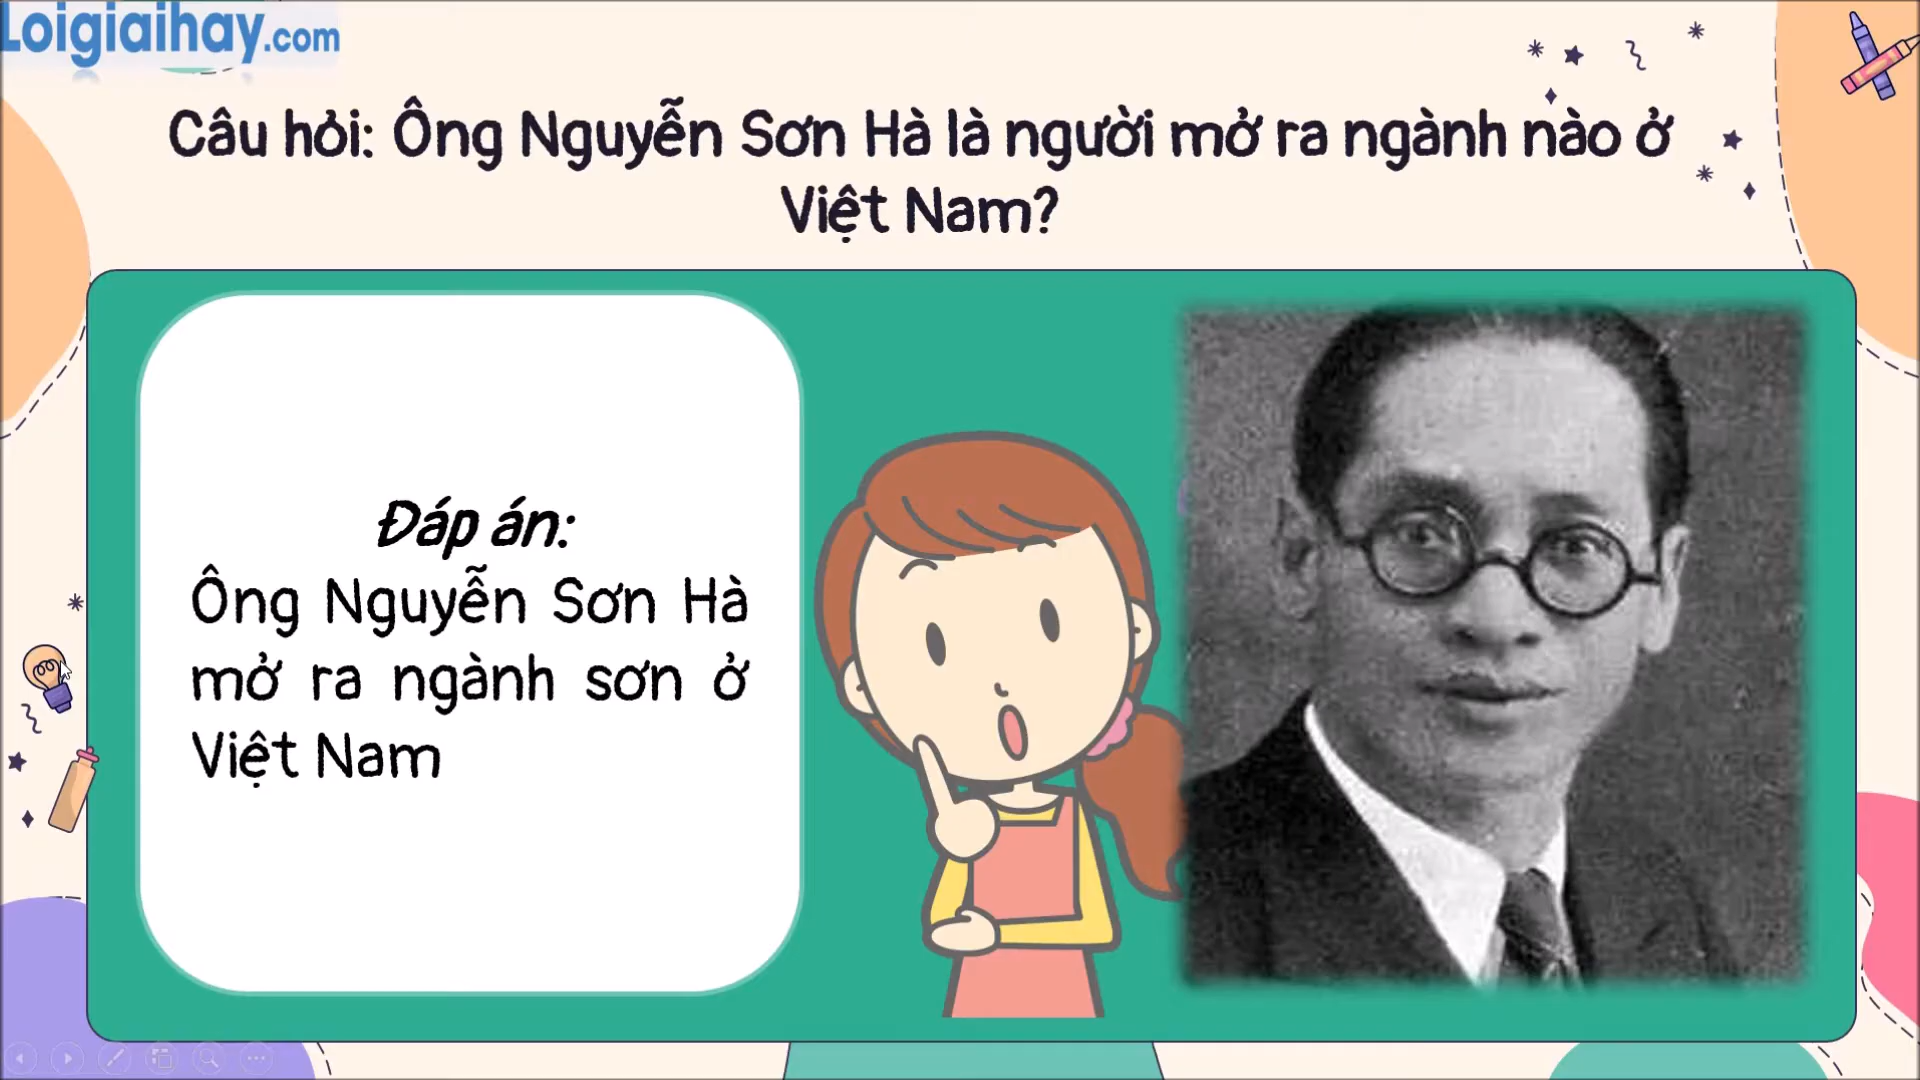 Loigiaihay.com
Câu hỏi: Ông Nguyễn Sơn Hà là người mở ra ngành nào ở
Việt Nam?
Đáp án:
Ông Nguyễn Sơn Hà
mở ra ngành sơn ở
Việt Nam